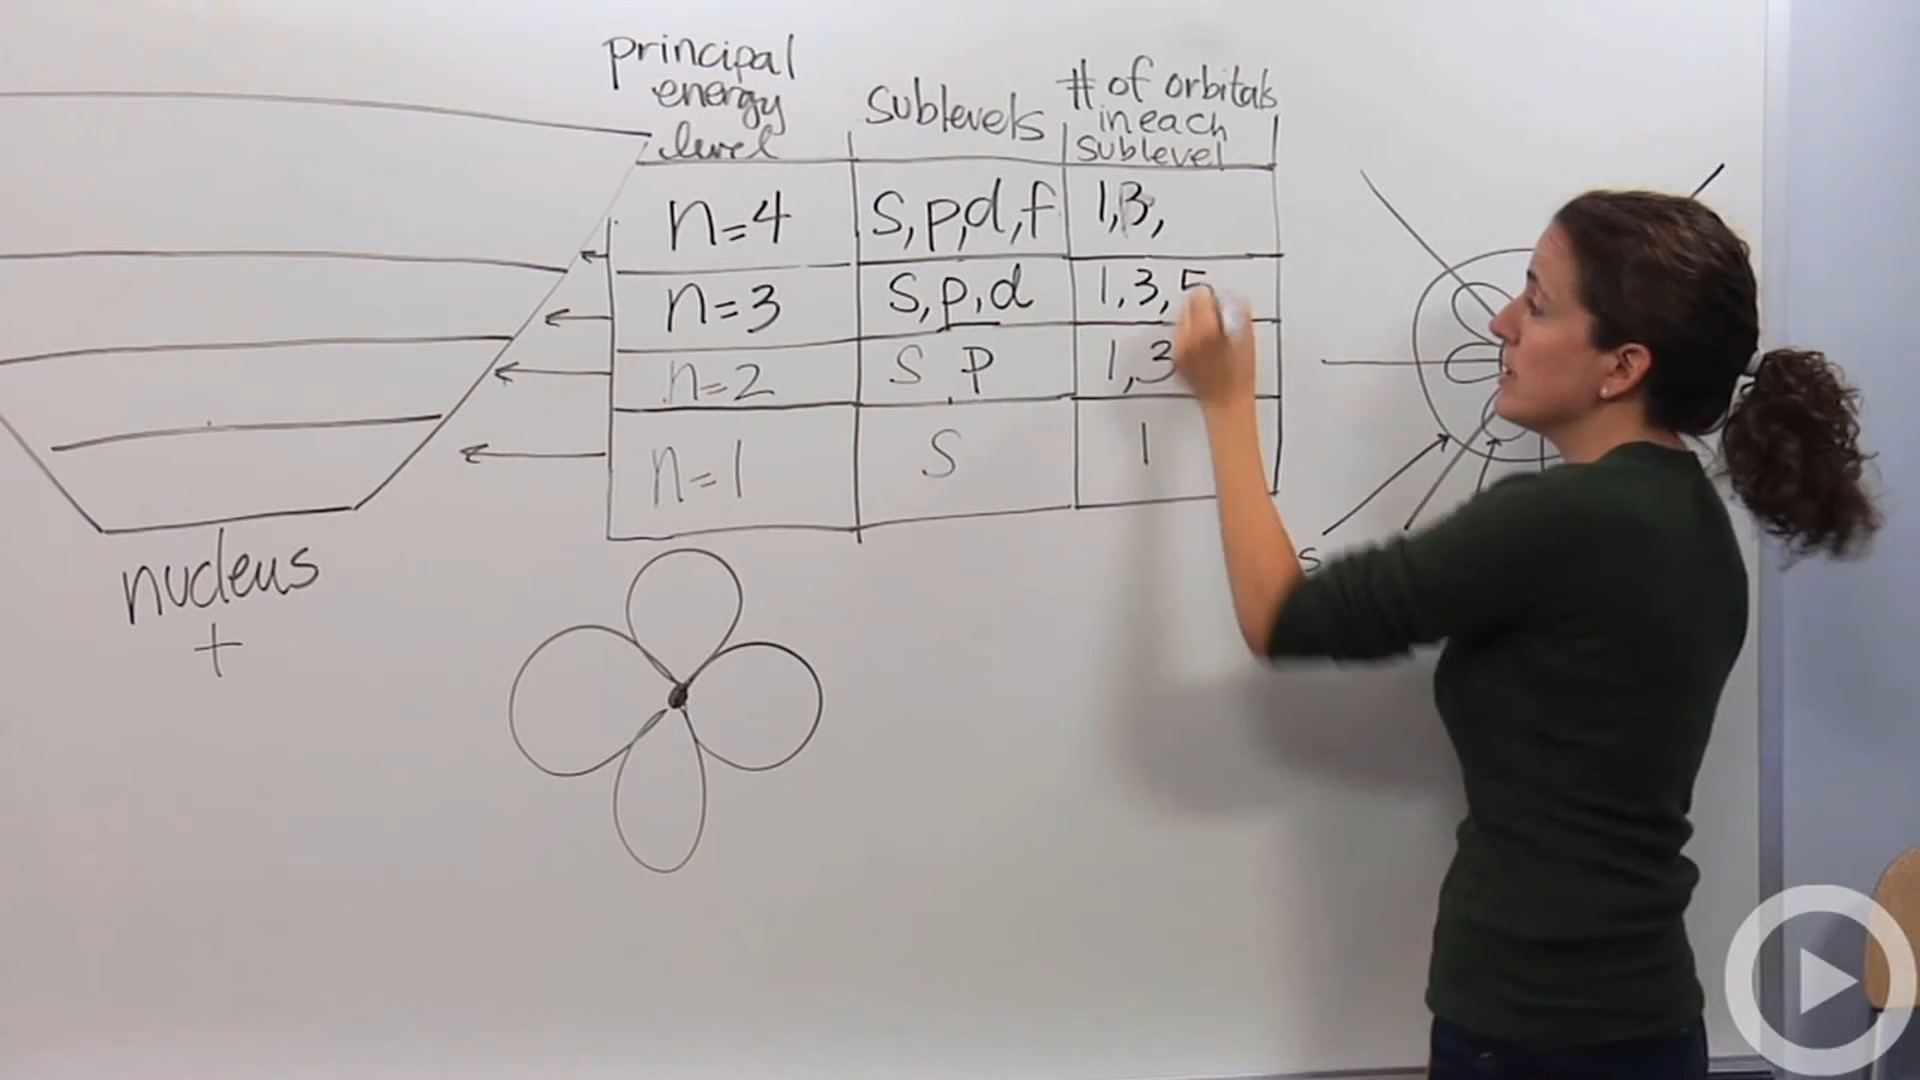 principal
energy
level
sublevels
# of orbitals
in each
sublevel
n=4
s,p,d,f
1,3,
n=3
s,p,d
1,3,5
n=2
s p
1,3
n=1
s
1
nucleus
+
s